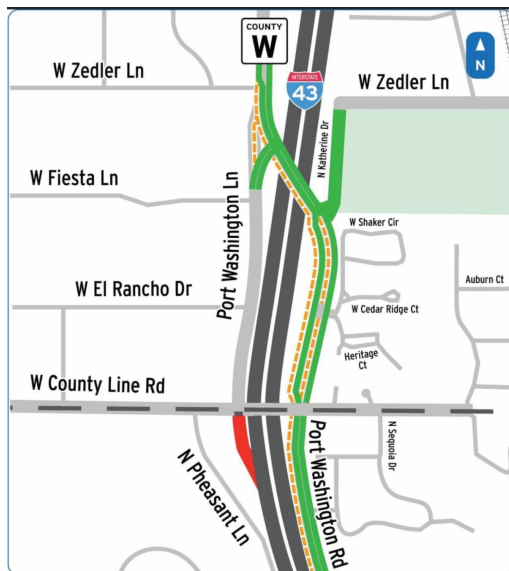 COUNTY
W
W Zedler Ln
INTERSTATE
43
W Zedler Ln
N
N Katherine Dr
W Fiesta Ln
Port Washington Ln
W Shaker Cir
Auburn Ct
W El Rancho Dr
W Cedar Ridge Ct
Heritage
Ct
W County Line Rd
N Pheasant Ln
Port Washington Rd
N Sequoia Dr